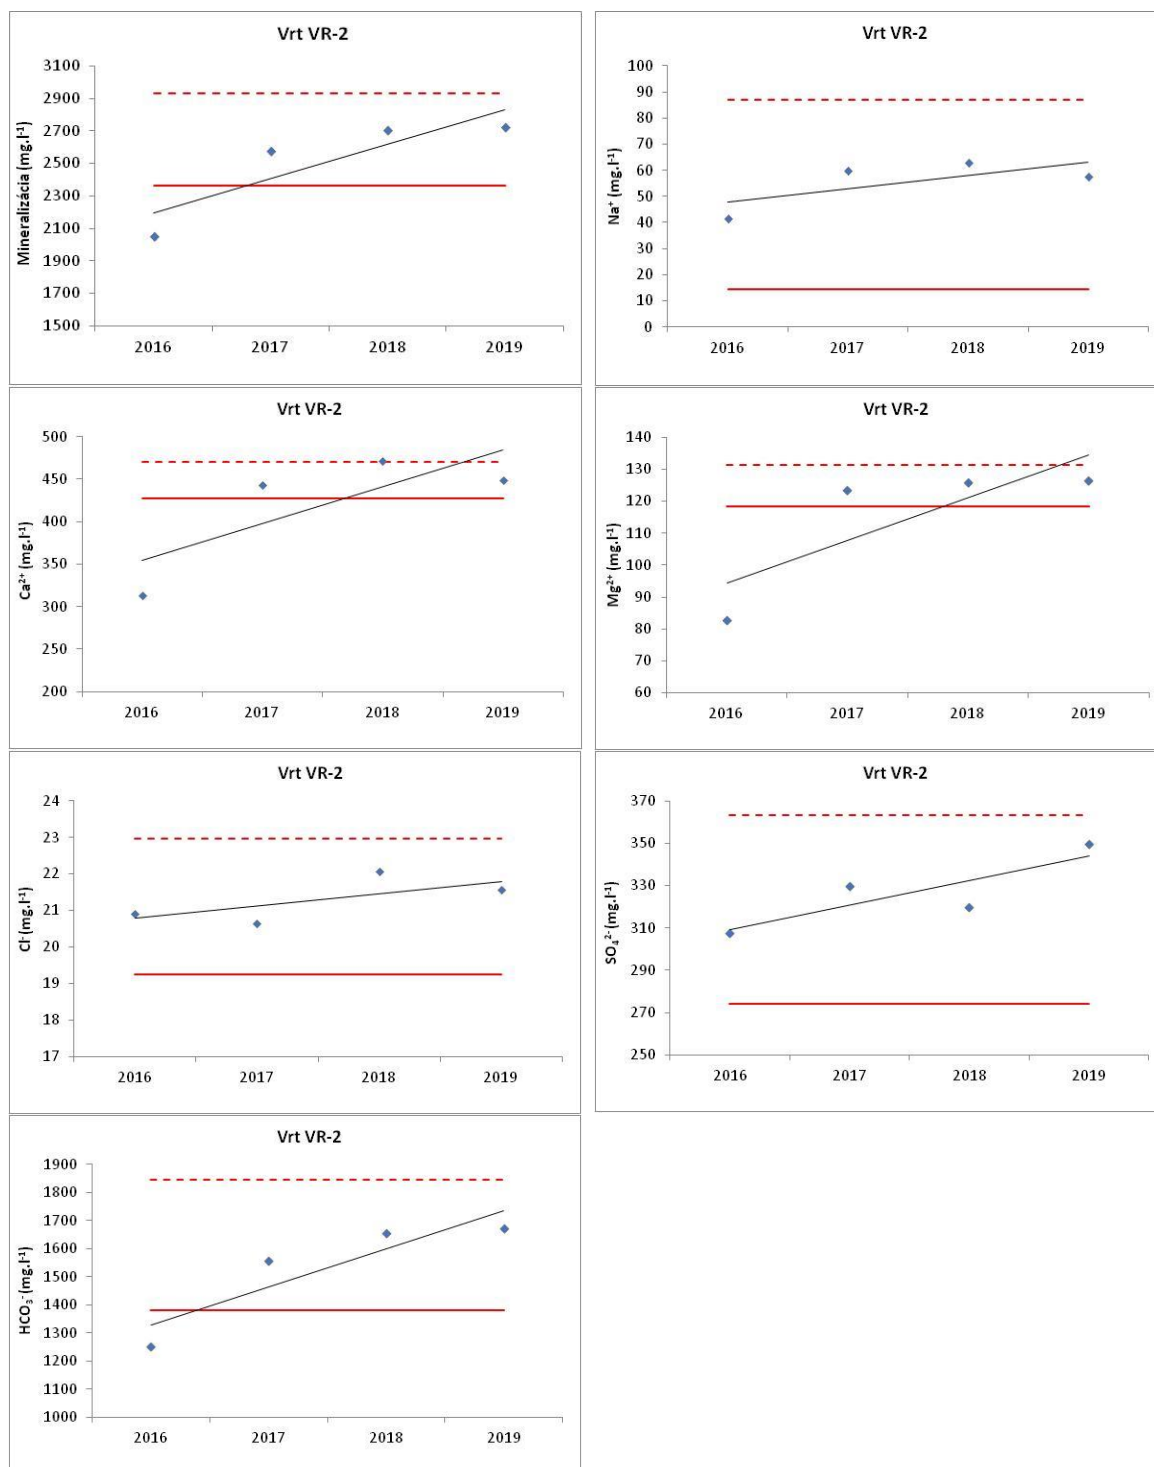 Vrt VR-2
Mineralizácia (mg.l-1)
3100
2900
2700
2500
2300
2100
1900
1700
1500
2016 2017 2018 2019
Vrt VR-2
Na+ (mg.l-1)
100
90
80
70
60
50
40
30
20
10
0
2016 2017 2018 2019
Vrt VR-2
Ca2+ (mg.l-1)
500
450
400
350
300
250
200
2016 2017 2018 2019
Vrt VR-2
Mg2+ (mg.l-1)
140
130
120
110
100
90
80
70
60
2016 2017 2018 2019
Vrt VR-2
Cl- (mg.l-1)
24
23
22
21
20
19
18
17
2016 2017 2018 2019
Vrt VR-2
SO42- (mg.l-1)
370
350
330
310
290
270
250
2016 2017 2018 2019
Vrt VR-2
HCO3- (mg.l-1)
1900
1800
1700
1600
1500
1400
1300
1200
1100
1000
2016 2017 2018 2019